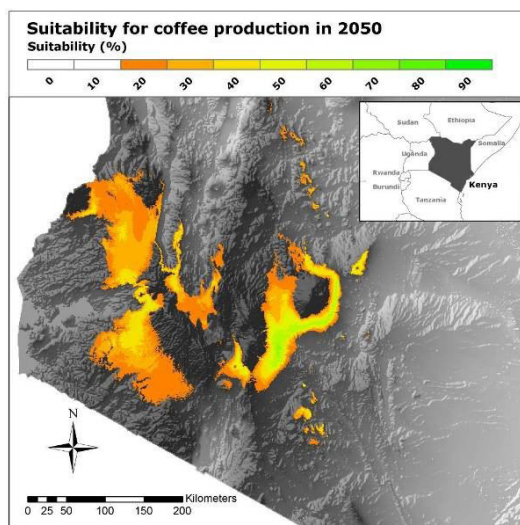 Suitability for coffee production in 2050
Suitability (%)
0 10 20 30 40 50 60 70 80 90
Sudan
Ethiopia
Somalia
Uganda
Rwanda
Kenya
Burundi
Tanzania
N
Kilometers
0 25 50 100 150 200